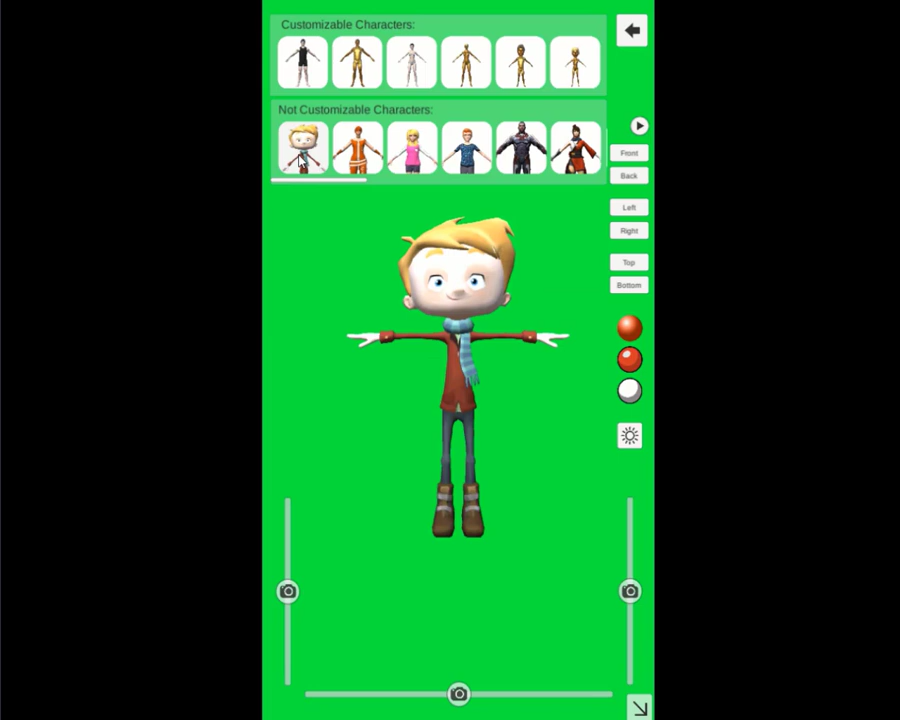 Customizable Characters:
Not Customizable Characters:
Front
Back
Left
Right
Top
Bottom